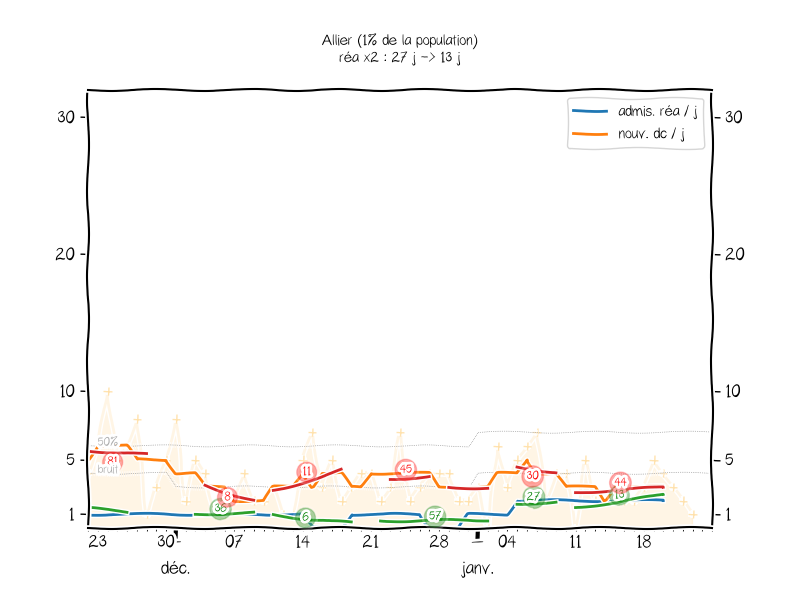 Allier (1% de la population)
réa x2 : 27 j -> 13 j
admis. réa / j
nouv. dc / j
30 30
20 20
10 10
5 5
1 1
50%
bruit
81
8
38
11
6
45
57
30
27
44
13
23 30 07 14 21 28 04 11 18
déc. janv.